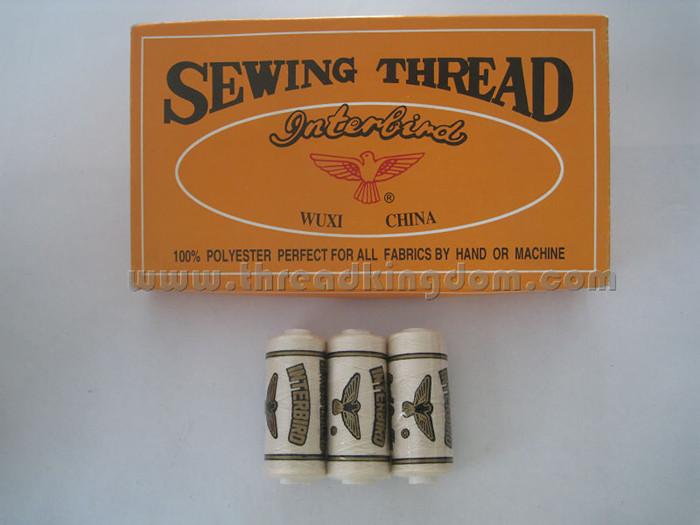 SEWING THREAD
Interbird
®
WUXI CHINA
100% POLYESTER PERFECT FOR ALL FABRICS BY HAND OR MACHINE
www.threadkingdom.com
INTERBIRD
INTERBIRD
®
INTERBIRD
®